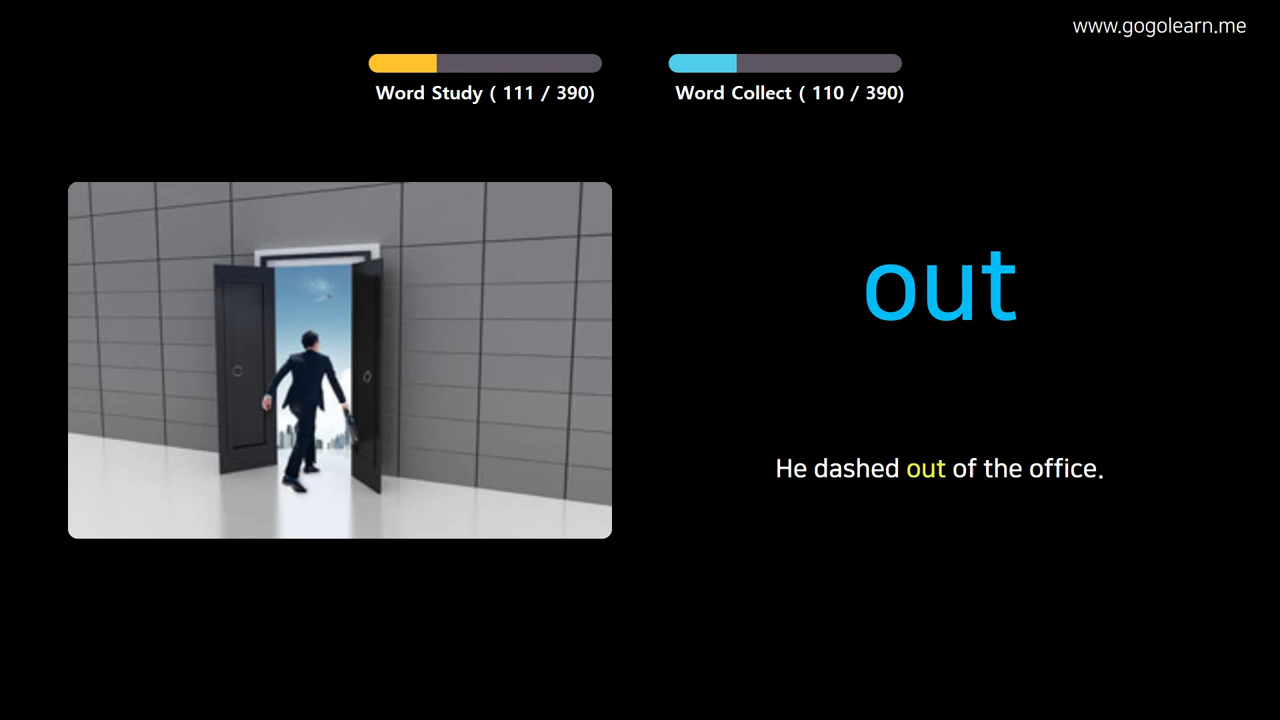 www.gogolearn.me
Word Study ( 111 / 390)
Word Collect ( 110 / 390)
out
He dashed out of the office.